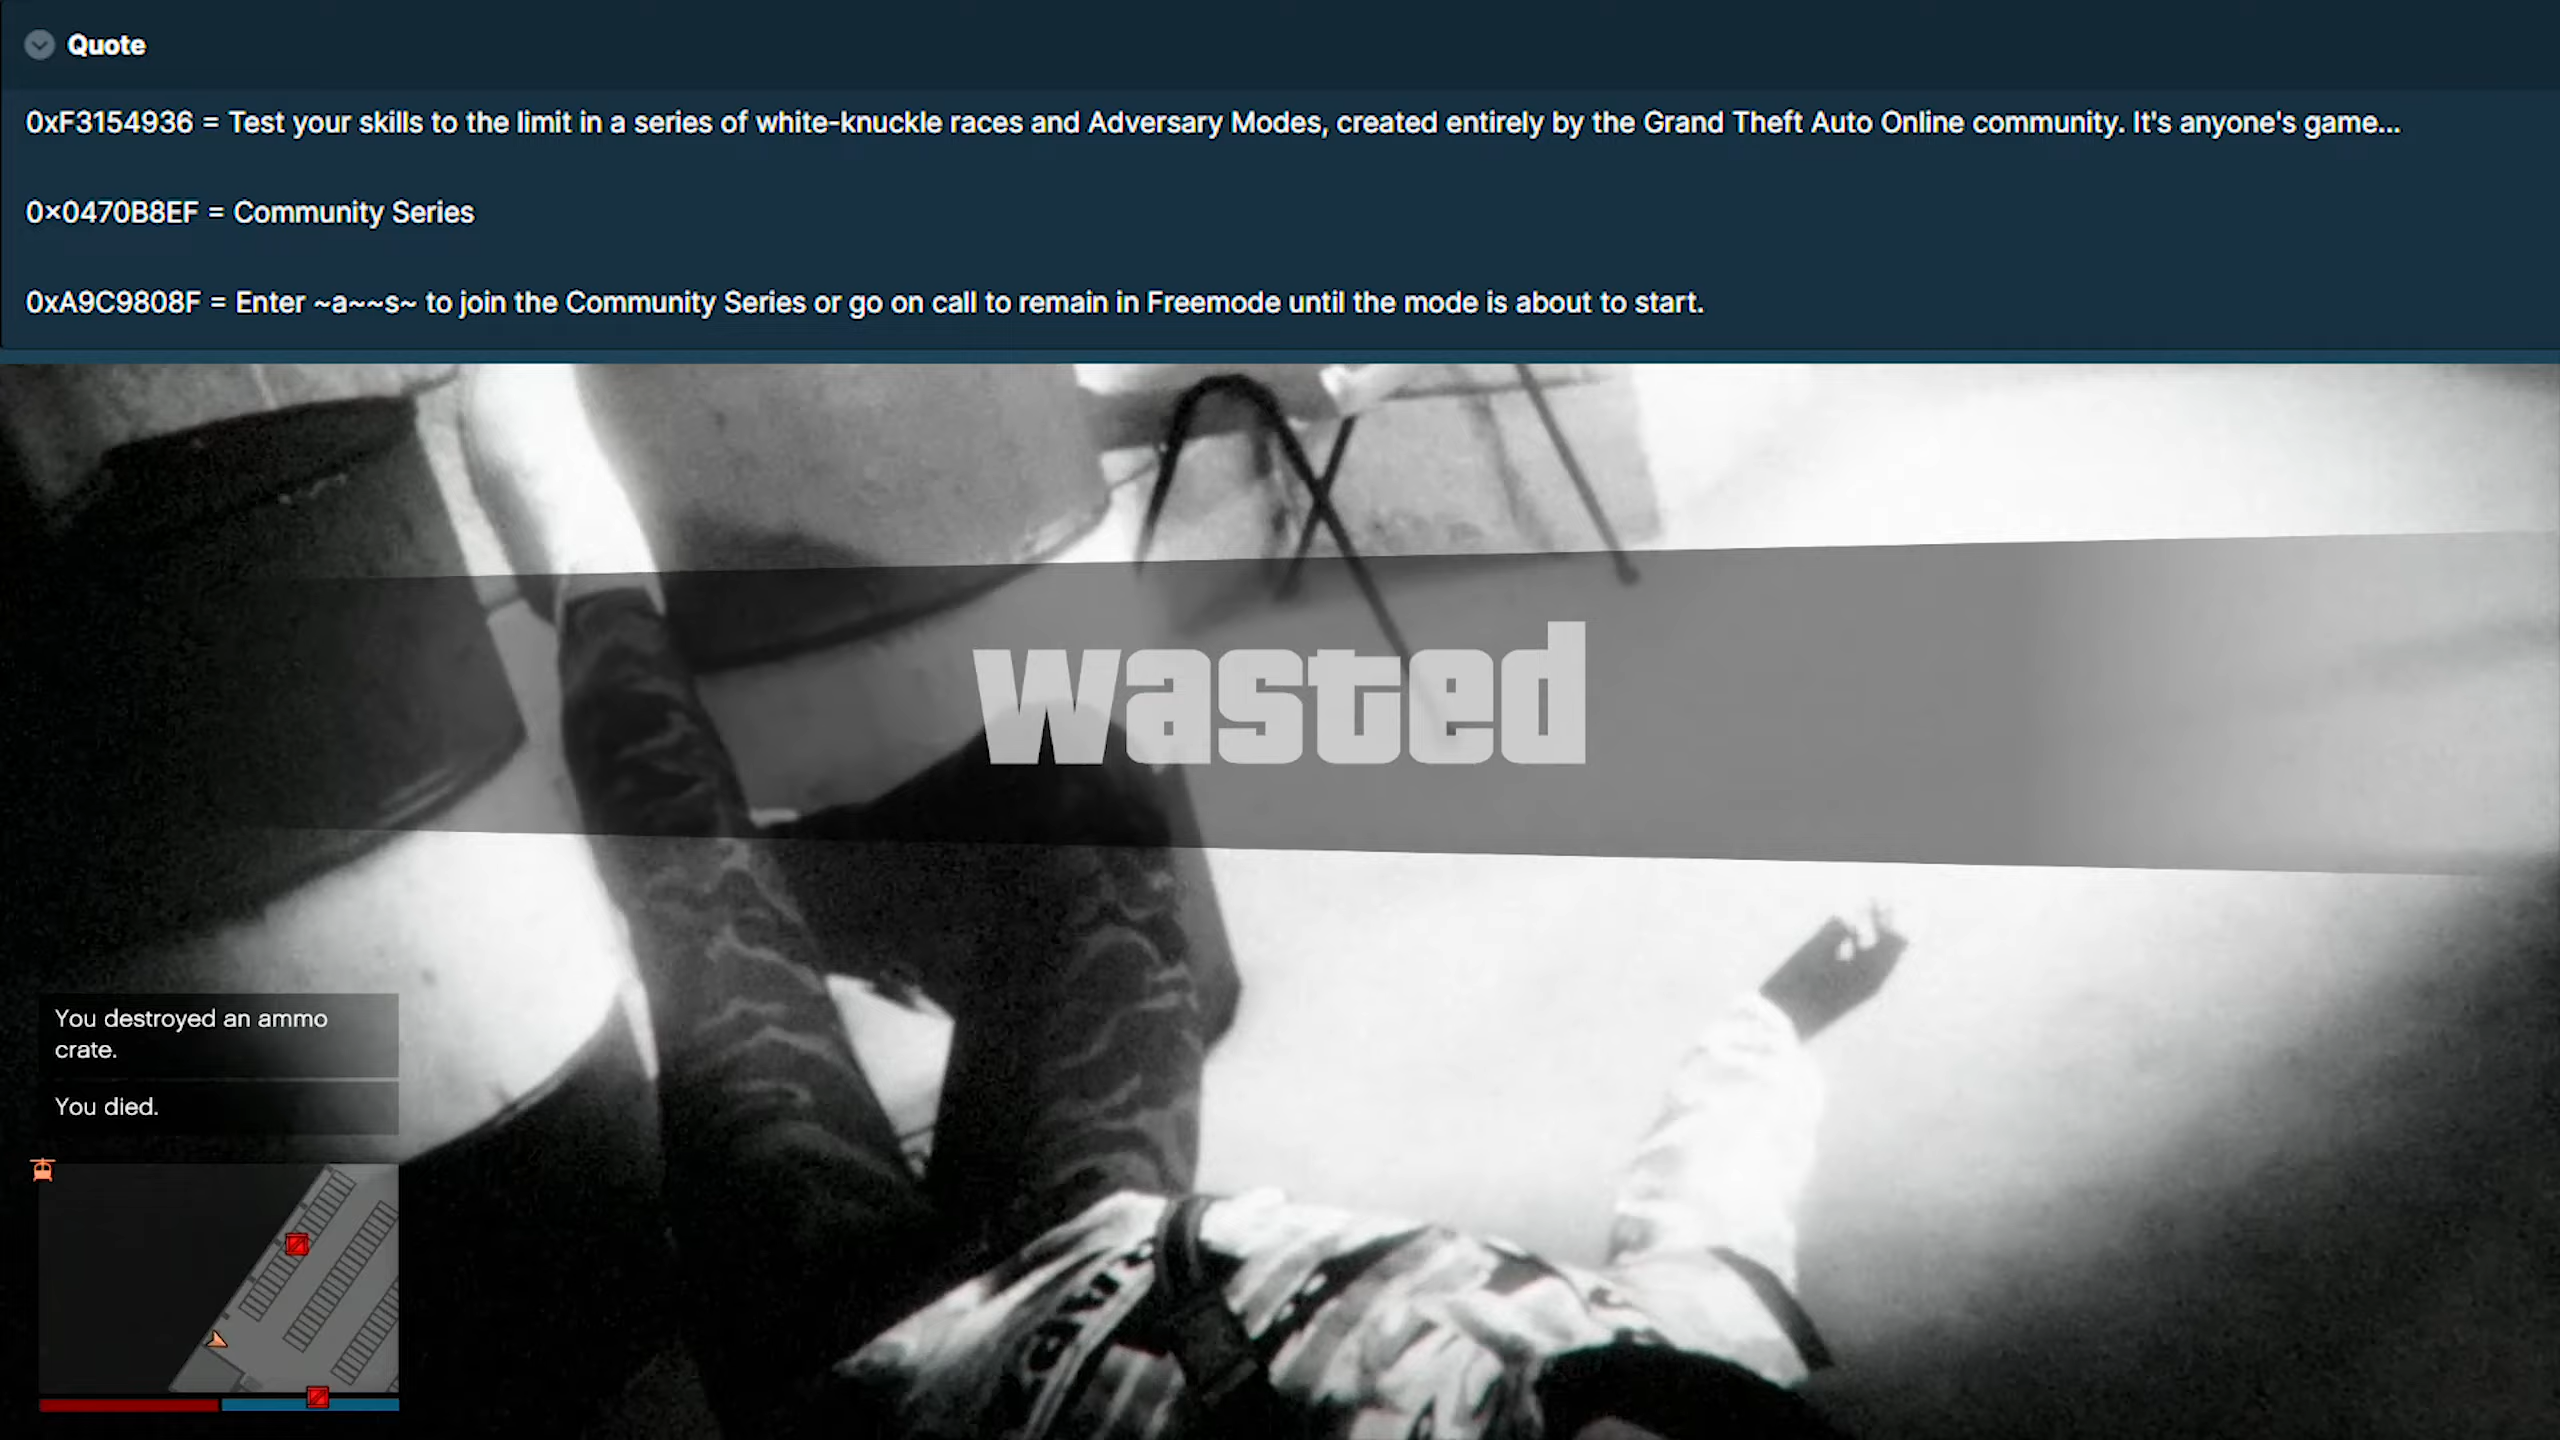 Quote
0xF3154936 = Test your skills to the limit in a series of white-knuckle races and Adversary Modes, created entirely by the Grand Theft Auto Online community. It's anyone's game...
0×0470B8EF = Community Series
0xA9C9808F = Enter ~a~~s~ to join the Community Series or go on call to remain in Freemode until the mode is about to start.
wasted
You destroyed an ammo
crate.
You died.